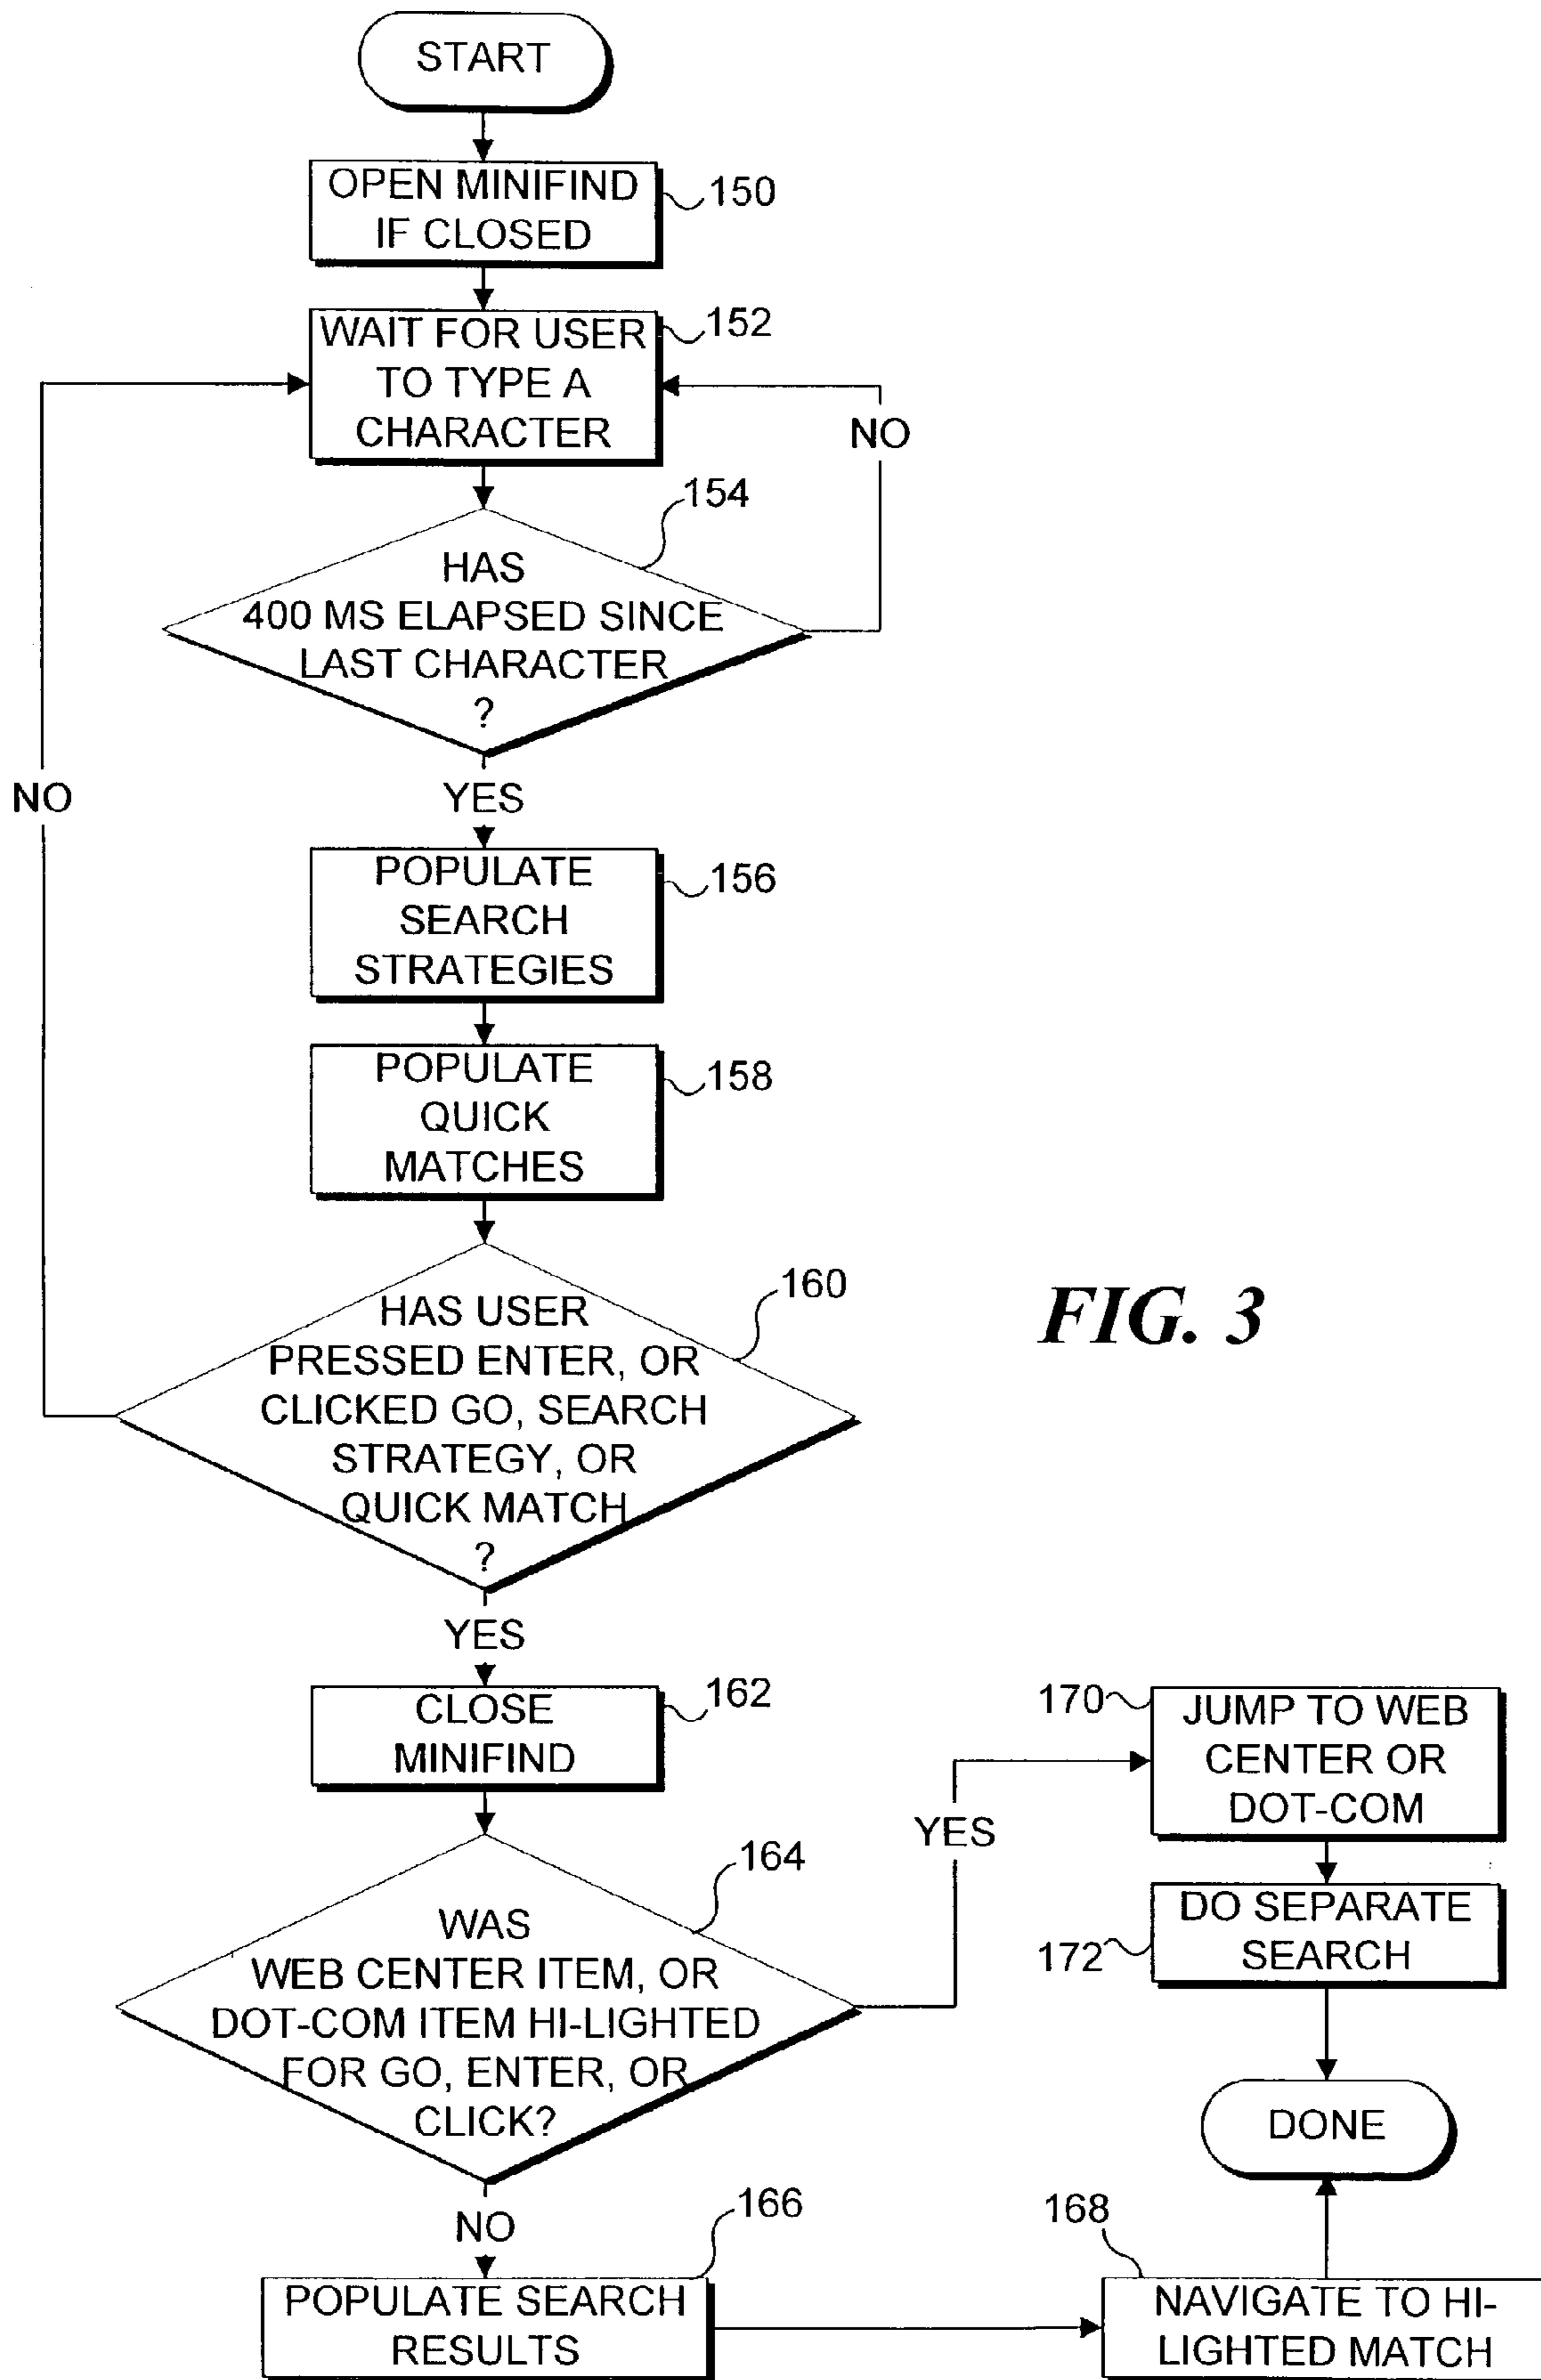 START
OPEN MINIFIND
IF CLOSED
150
WAIT FOR USER
TO TYPE A
CHARACTER
152
NO
154
HAS
400 MS ELAPSED SINCE
LAST CHARACTER
?
NO
YES
POPULATE
SEARCH
STRATEGIES
156
POPULATE
QUICK
MATCHES
158
160
HAS USER
PRESSED ENTER, OR
CLICKED GO, SEARCH
STRATEGY, OR
QUICK MATCH
?
FIG. 3
YES
CLOSE
MINIFIND
162
170
JUMP TO WEB
CENTER OR
DOT-COM
YES
164
WAS
WEB CENTER ITEM, OR
DOT-COM ITEM HI-LIGHTED
FOR GO, ENTER, OR
CLICK?
172
DO SEPARATE
SEARCH
DONE
NO
166
POPULATE SEARCH
RESULTS
168
NAVIGATE TO HI-
LIGHTED MATCH